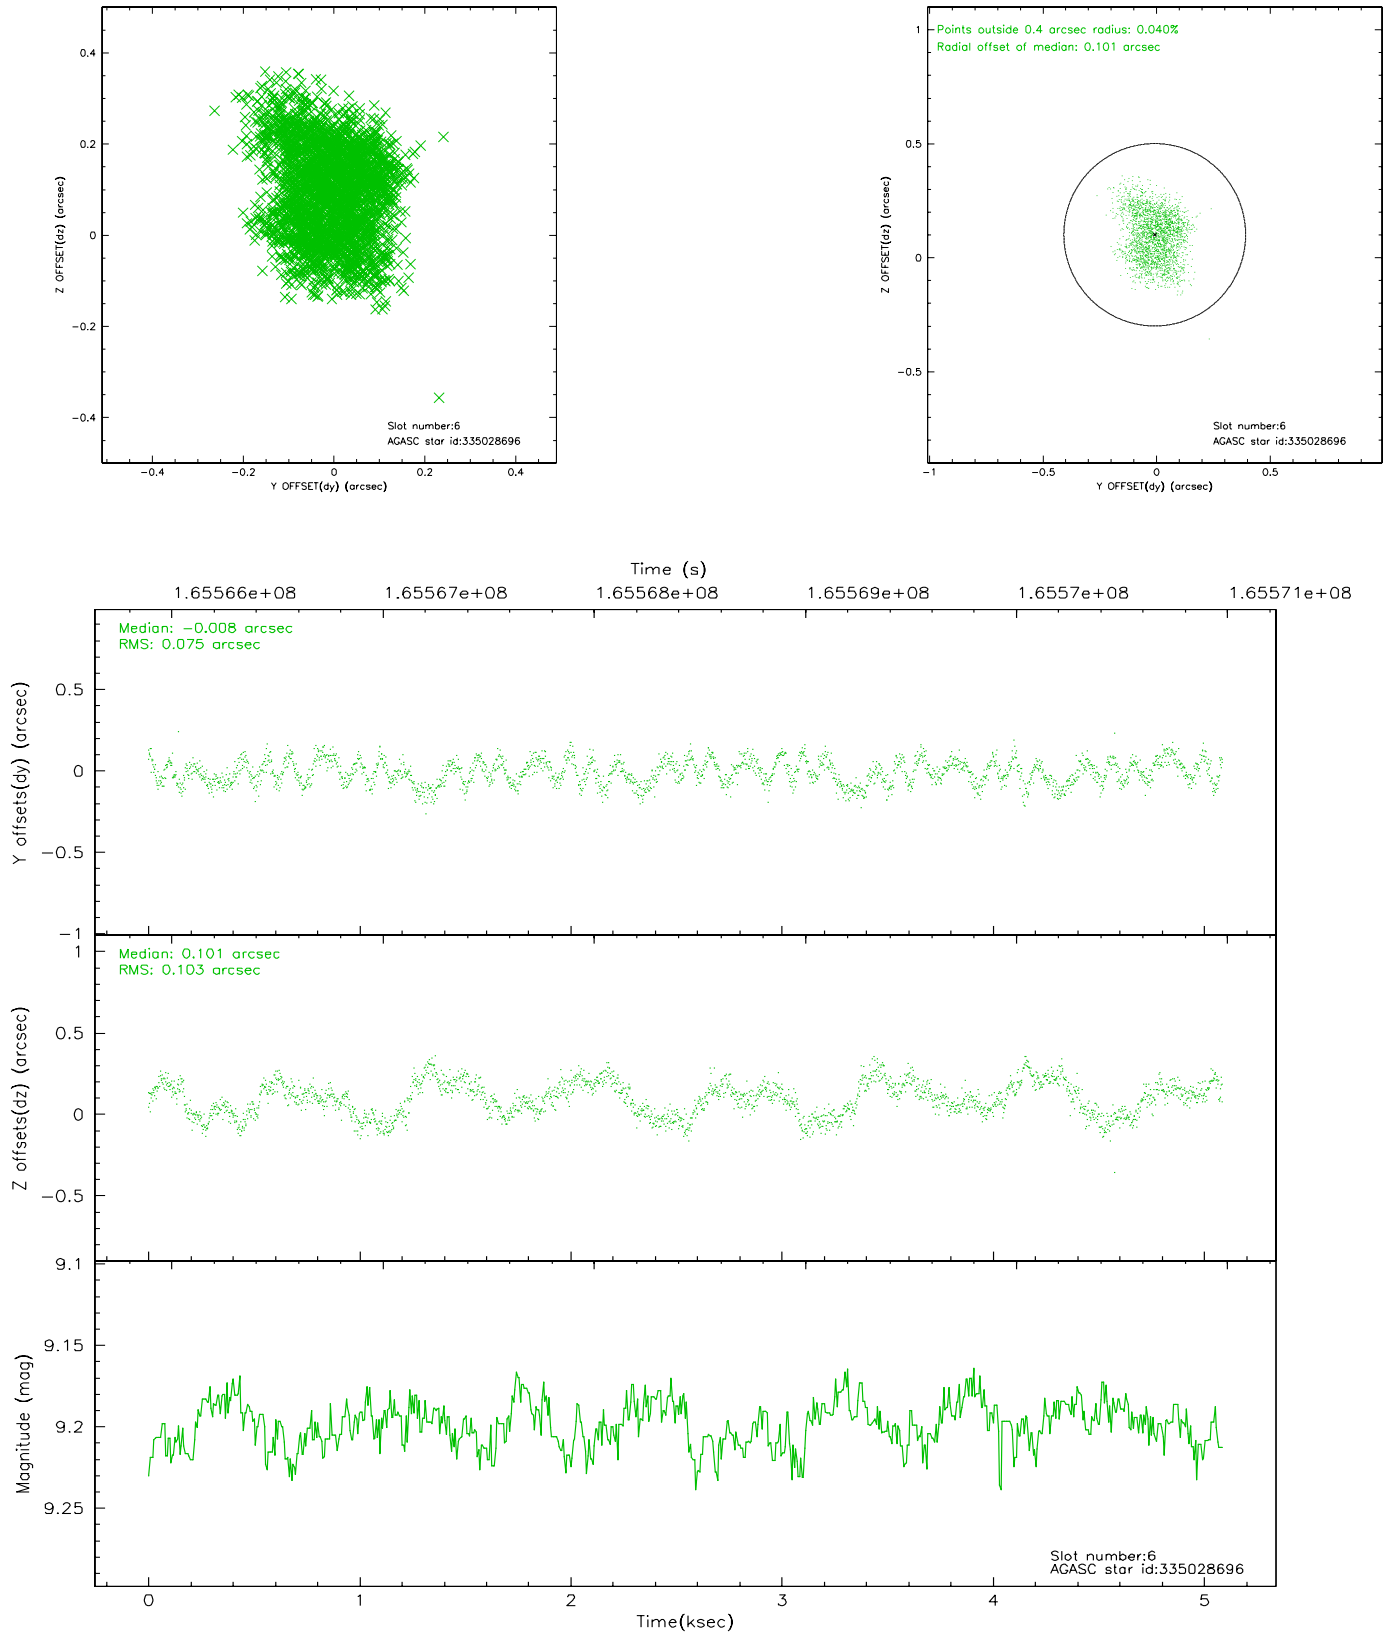 0.4
0.2
0
−0.2
−0.4
Z OFFSET(dz) (arcsec)
Slot number:6
AGASC star id:335028696
−0.4 −0.2 0 0.2 0.4
Y OFFSET(dy) (arcsec)
Points outside 0.4 arcsec radius: 0.040%
Radial offset of median: 0.101 arcsec
1
0.5
0
−0.5
Z OFFSET(dz) (arcsec)
Slot number:6
AGASC star id:335028696
−1 −0.5 0 0.5
Y OFFSET(dy) (arcsec)
Time (s)
1.65566e+08 1.65567e+08 1.65568e+08 1.65569e+08 1.6557e+08 1.65571e+08
Median: −0.008 arcsec
RMS: 0.075 arcsec
0.5
0
−0.5
−1
Y offsets(dy) (arcsec)
Median: 0.101 arcsec
RMS: 0.103 arcsec
1
0.5
0
−0.5
Z offsets(dz) (arcsec)
9.1
9.15
9.2
9.25
Magnitude (mag)
Slot number:6
AGASC star id:335028696
0 1 2 3 4 5
Time(ksec)